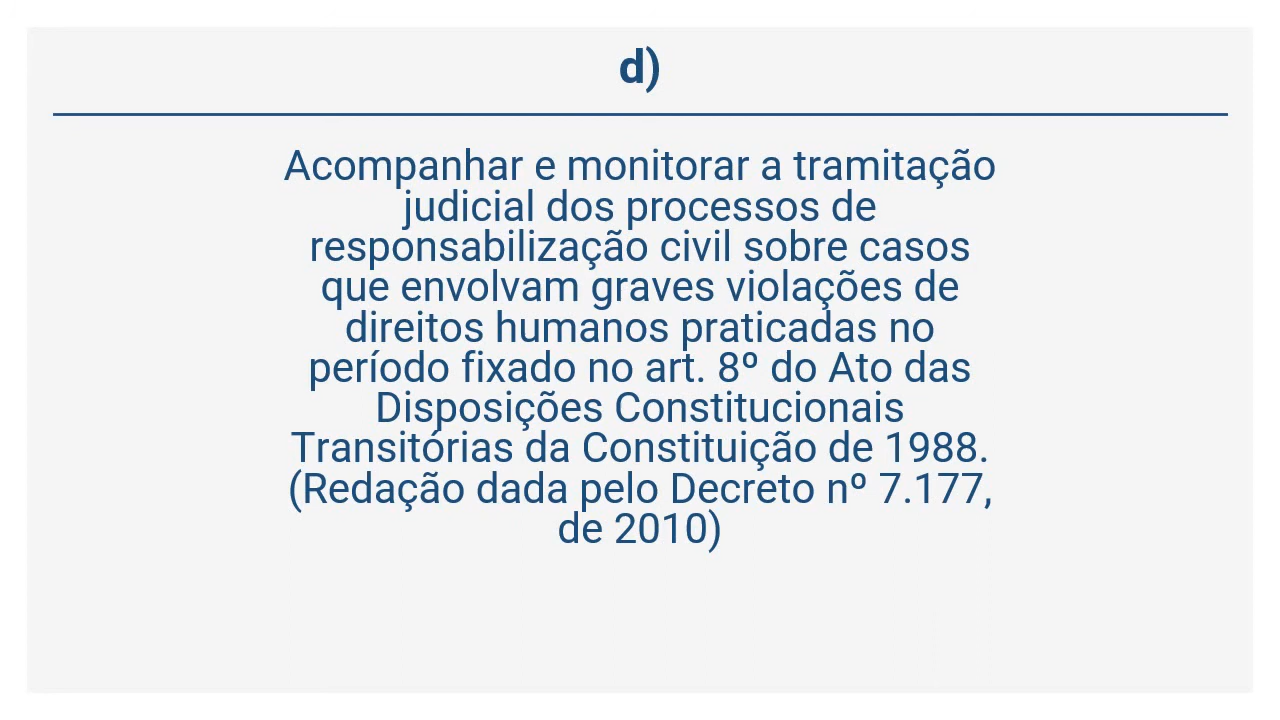 d)
Acompanhar e monitorar a tramitação
judicial dos processos de
responsabilização civil sobre casos
que envolvam graves violações de
direitos humanos praticadas no
período fixado no art. 8º do Ato das
Disposições Constitucionais
Transitórias da Constituição de 1988.
(Redação dada pelo Decreto nº 7.177,
de 2010)